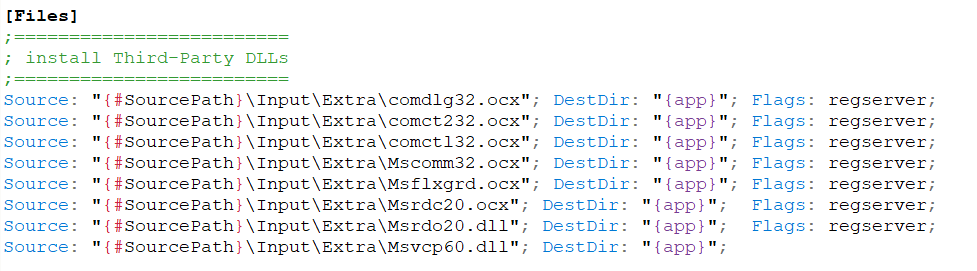 [Files]
;=========================
; install Third-Party DLLs
;=========================
Source: "{#SourcePath}\Input\Extra\comdlg32.ocx"; DestDir: "{app}"; Flags: regserver;
Source: "{#SourcePath}\Input\Extra\comct232.ocx"; DestDir: "{app}"; Flags: regserver;
Source: "{#SourcePath}\Input\Extra\comctl32.ocx"; DestDir: "{app}"; Flags: regserver;
Source: "{#SourcePath}\Input\Extra\Mscomm32.ocx"; DestDir: "{app}"; Flags: regserver;
Source: "{#SourcePath}\Input\Extra\Msflxgrd.ocx"; DestDir: "{app}"; Flags: regserver;
Source: "{#SourcePath}\Input\Extra\Msrdc20.ocx"; DestDir: "{app}";  Flags: regserver;
Source: "{#SourcePath}\Input\Extra\Msrdo20.dll"; DestDir: "{app}";  Flags: regserver;
Source: "{#SourcePath}\Input\Extra\Msvcp60.dll"; DestDir: "{app}";